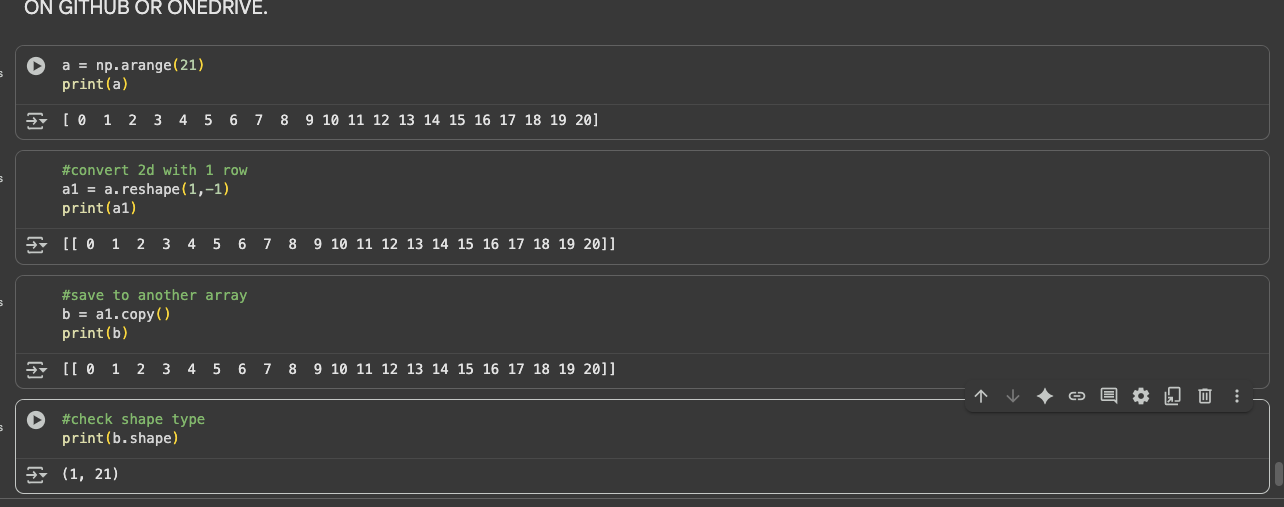 ON GITHUB OR ONEDRIVE.
a = np.arange(21)
print(a)
[ 0  1  2  3  4  5  6  7  8  9 10 11 12 13 14 15 16 17 18 19 20]
#convert 2d with 1 row
a1 = a.reshape(1,-1)
print(a1)
[[ 0  1  2  3  4  5  6  7  8  9 10 11 12 13 14 15 16 17 18 19 20]]
#save to another array
b = a1.copy()
print(b)
[[ 0  1  2  3  4  5  6  7  8  9 10 11 12 13 14 15 16 17 18 19 20]]
#check shape type
print(b.shape)
(1, 21)